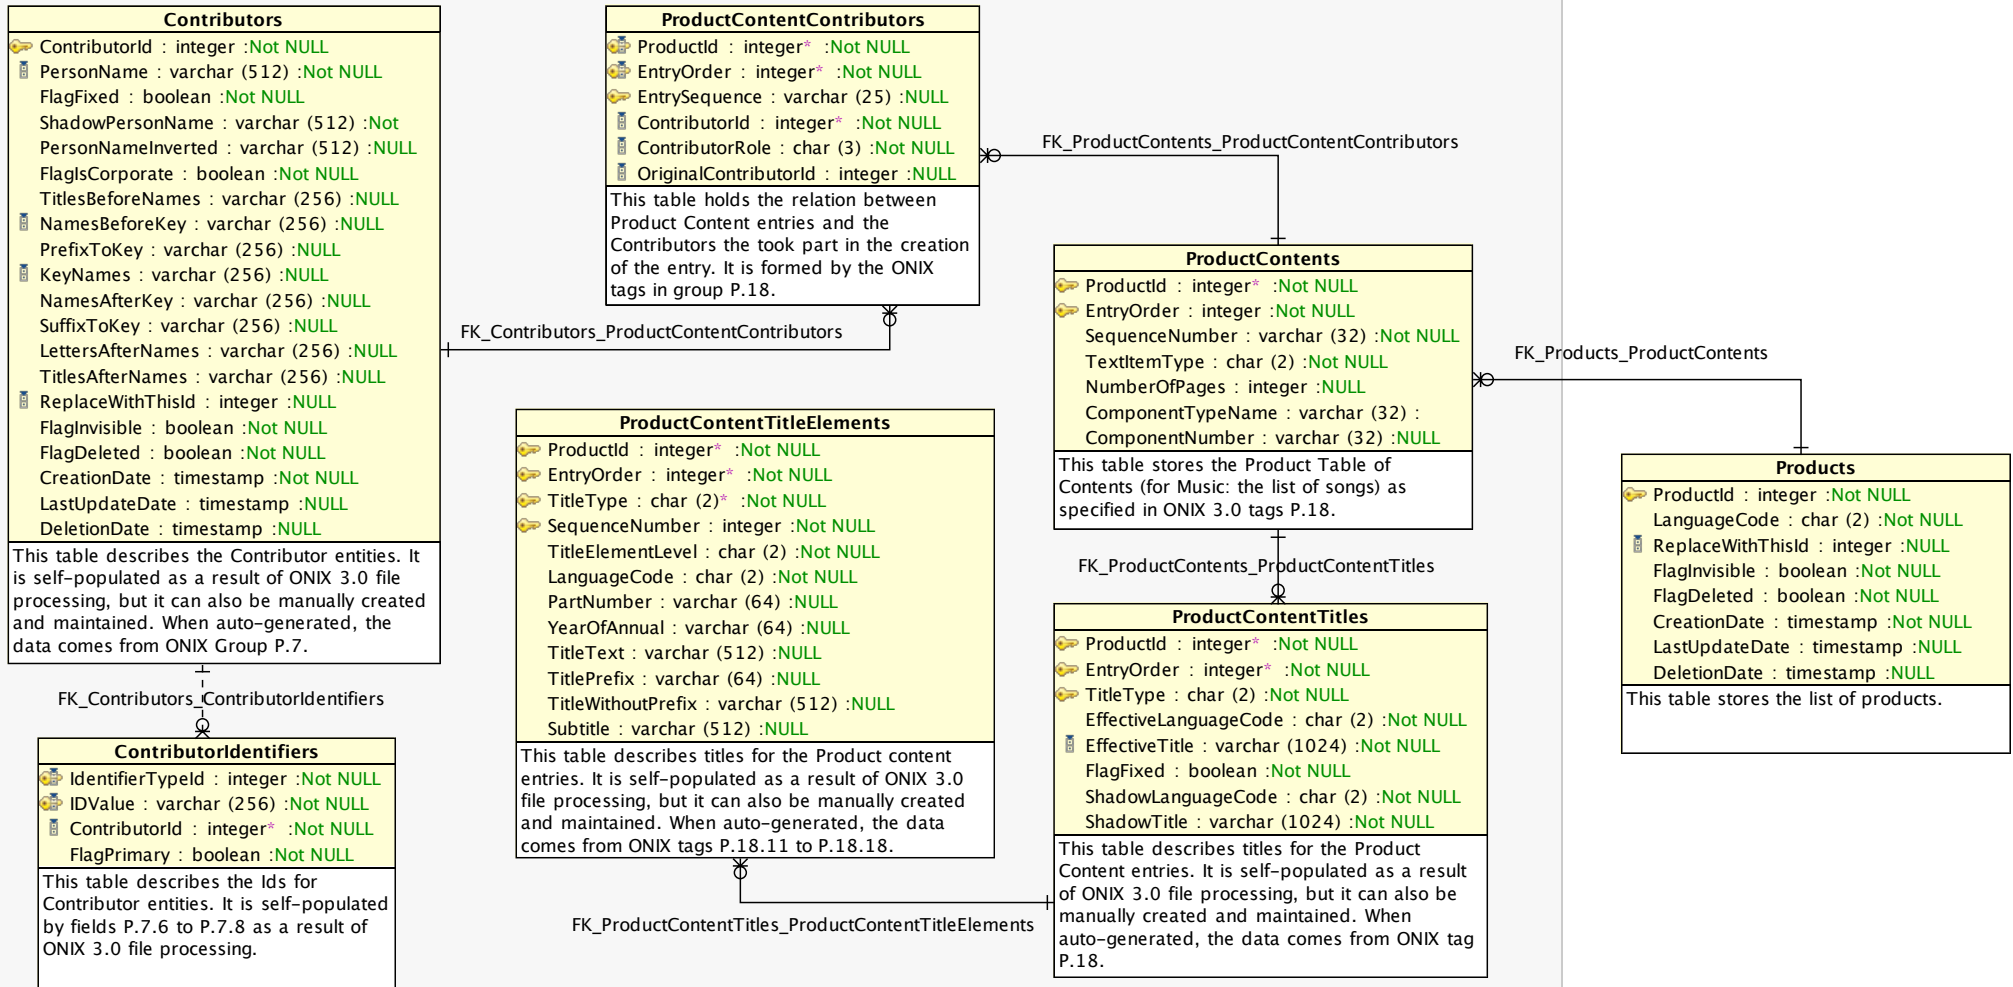 Contributors
ContributorId : integer :Not NULL
PersonName : varchar (512) :Not NULL
FlagFixed : boolean :Not NULL
ShadowPersonName : varchar (512) :Not
PersonNameInverted : varchar (512) :NULL
FlagIsCorporate : boolean :Not NULL
TitlesBeforeNames : varchar (256) :NULL
NamesBeforeKey : varchar (256) :NULL
PrefixToKey : varchar (256) :NULL
KeyNames : varchar (256) :NULL
NamesAfterKey : varchar (256) :NULL
SuffixToKey : varchar (256) :NULL
LettersAfterNames : varchar (256) :NULL
TitlesAfterNames : varchar (256) :NULL
ReplaceWithThisId : integer :NULL
FlagInvisible : boolean :Not NULL
FlagDeleted : boolean :Not NULL
CreationDate : timestamp :Not NULL
LastUpdateDate : timestamp :NULL
DeletionDate : timestamp :NULL
This table describes the Contributor entities. It
is self-populated as a result of ONIX 3.0 file
processing, but it can also be manually created
and maintained. When auto-generated, the
data comes from ONIX Group P.7.
FK_Contributors_ContributorIdentifiers
ContributorIdentifiers
IdentifierTypeId : integer :Not NULL
IDValue : varchar (256) :Not NULL
ContributorId : integer* :Not NULL
FlagPrimary : boolean :Not NULL
This table describes the Ids for
Contributor entities. It is self-populated
by fields P.7.6 to P.7.8 as a result of
ONIX 3.0 file processing.
ProductContentContributors
ProductId : integer* :Not NULL
EntryOrder : integer* :Not NULL
EntrySequence : varchar (25) :NULL
ContributorId : integer* :Not NULL
ContributorRole : char (3) :Not NULL
OriginalContributorId : integer :NULL
This table holds the relation between
Product Content entries and the
Contributors the took part in the creation
of the entry. It is formed by the ONIX
tags in group P.18.
FK_Contributors_ProductContentContributors
FK_ProductContents_ProductContentContributors
ProductContentTitleElements
ProductId : integer* :Not NULL
EntryOrder : integer* :Not NULL
TitleType : char (2)* :Not NULL
SequenceNumber : integer :Not NULL
TitleElementLevel : char (2) :Not NULL
LanguageCode : char (2) :Not NULL
PartNumber : varchar (64) :NULL
YearOfAnnual : varchar (64) :NULL
TitleText : varchar (512) :NULL
TitlePrefix : varchar (64) :NULL
TitleWithoutPrefix : varchar (512) :NULL
Subtitle : varchar (512) :NULL
This table describes titles for the Product content
entries. It is self-populated as a result of ONIX 3.0
file processing, but it can also be manually created
and maintained. When auto-generated, the data
comes from ONIX tags P.18.11 to P.18.18.
FK_ProductContentTitles_ProductContentTitleElements
ProductContents
ProductId : integer* :Not NULL
EntryOrder : integer :Not NULL
SequenceNumber : varchar (32) :Not NULL
TextItemType : char (2) :Not NULL
NumberOfPages : integer :NULL
ComponentTypeName : varchar (32) :
ComponentNumber : varchar (32) :NULL
This table stores the Product Table of
Contents (for Music: the list of songs) as
specified in ONIX 3.0 tags P.18.
FK_ProductContents_ProductContentTitles
ProductContentTitles
ProductId : integer* :Not NULL
EntryOrder : integer* :Not NULL
TitleType : char (2) :Not NULL
EffectiveLanguageCode : char (2) :Not NULL
EffectiveTitle : varchar (1024) :Not NULL
FlagFixed : boolean :Not NULL
ShadowLanguageCode : char (2) :Not NULL
ShadowTitle : varchar (1024) :Not NULL
This table describes titles for the Product
Content entries. It is self-populated as a result
of ONIX 3.0 file processing, but it can also be
manually created and maintained. When
auto-generated, the data comes from ONIX tag
P.18.
FK_Products_ProductContents
Products
ProductId : integer :Not NULL
LanguageCode : char (2) :Not NULL
ReplaceWithThisId : integer :NULL
FlagInvisible : boolean :Not NULL
FlagDeleted : boolean :Not NULL
CreationDate : timestamp :Not NULL
LastUpdateDate : timestamp :NULL
DeletionDate : timestamp :NULL
This table stores the list of products.